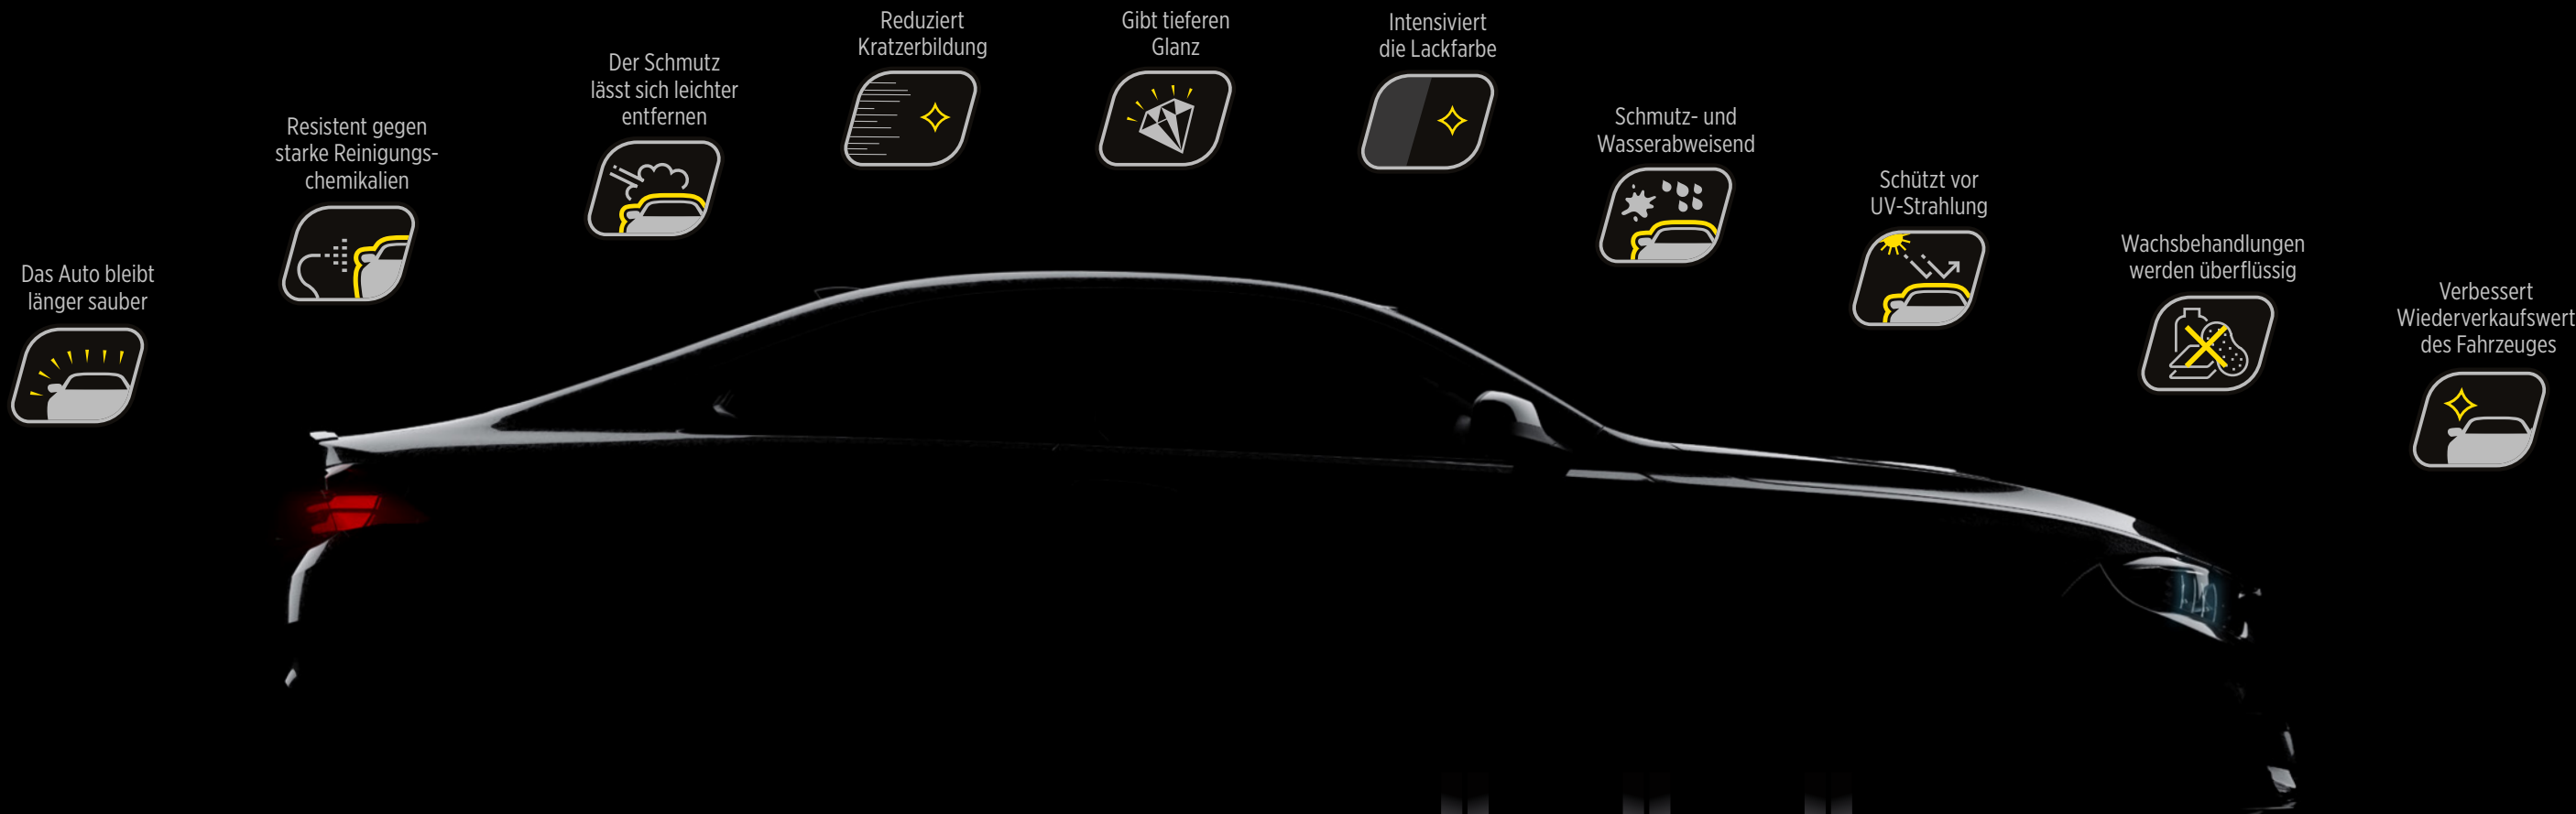 Das Auto bleibt
länger sauber
Resistent gegen
starke Reinigungs-
chemikalien
Der Schmutz
lässt sich leichter
entfernen
Reduziert
Kratzerbildung
Gibt tieferen
Glanz
Intensiviert
die Lackfarbe
Schmutz- und
Wasserabweisend
Schützt vor
UV-Strahlung
Wachsbehandlungen
werden überflüssig
Verbessert
Wiederverkaufswert
des Fahrzeuges